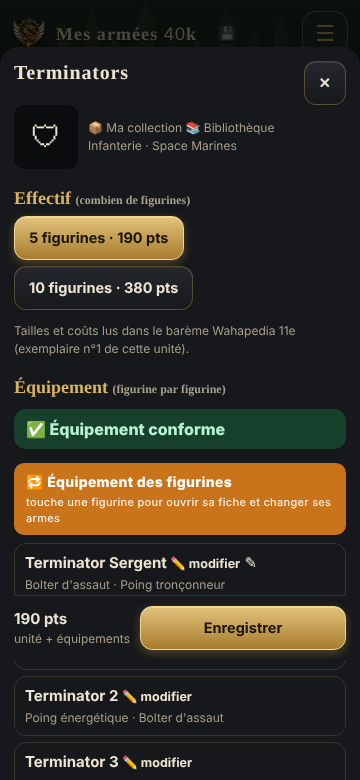 Mes armées 40k 💾 ☰
Terminators ×
📦 Ma collection 📚 Bibliothèque
Infanterie · Space Marines
Effectif (combien de figurines)
5 figurines · 190 pts
10 figurines · 380 pts
Tailles et coûts lus dans le barème Wahapedia 11e
(exemplaire n°1 de cette unité).
Équipement (figurine par figurine)
✅ Équipement conforme
🔁 Équipement des figurines
touche une figurine pour ouvrir sa fiche et changer ses
armes
Terminator Sergent ✏️ modifier ✎
Bolter d'assaut · Poing tronçonneur
190 pts
unité + équipements
Enregistrer
Terminator 2 ✏️ modifier
Poing énergétique · Bolter d'assaut
Terminator 3 ✏️ modifier